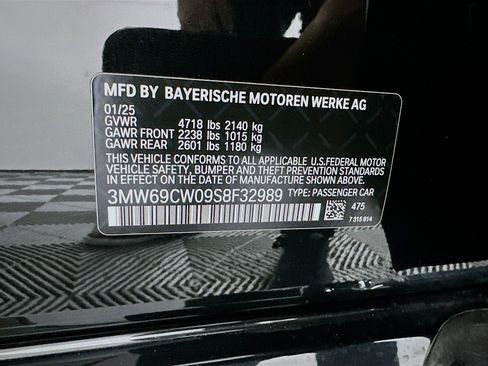 MFD BY BAYERISCHE MOTOREN WERKE AG
01/25
GVWR 4718 lbs 2140 kg
GAWR FRONT 2238 lbs 1015 kg
GAWR REAR 2601 lbs 1180 kg
THIS VEHICLE CONFORMS TO ALL APPLICABLE U.S.FEDERAL MOTOR
VEHICLE SAFETY, BUMPER AND THEFT PREVENTION STANDARDS
IN EFFECT ON THE DATE OF MANUFACTURE SHOWN ABOVE.
3MW69CW09S8F32989 TYPE: PASSENGER CAR
475
7 315 814